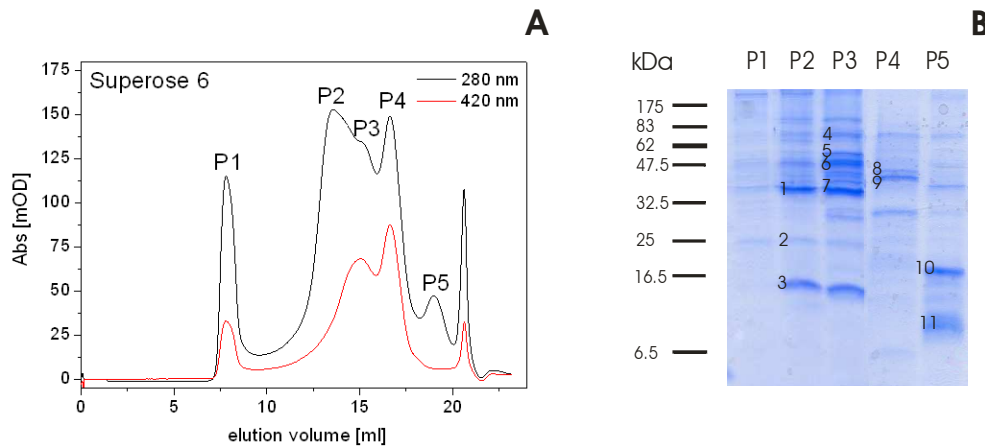 A
Superose 6
280 nm
420 nm
P1
P2
P3
P4
P5
Abs [mOD]
175
150
125
100
75
50
25
0
0 5 10 15 20
elution volume [ml]
B
kDa P1 P2 P3 P4 P5
175
83
62
47.5
32.5
25
16.5
6.5
1
2
3
4
5
6
7
8
9
10
11